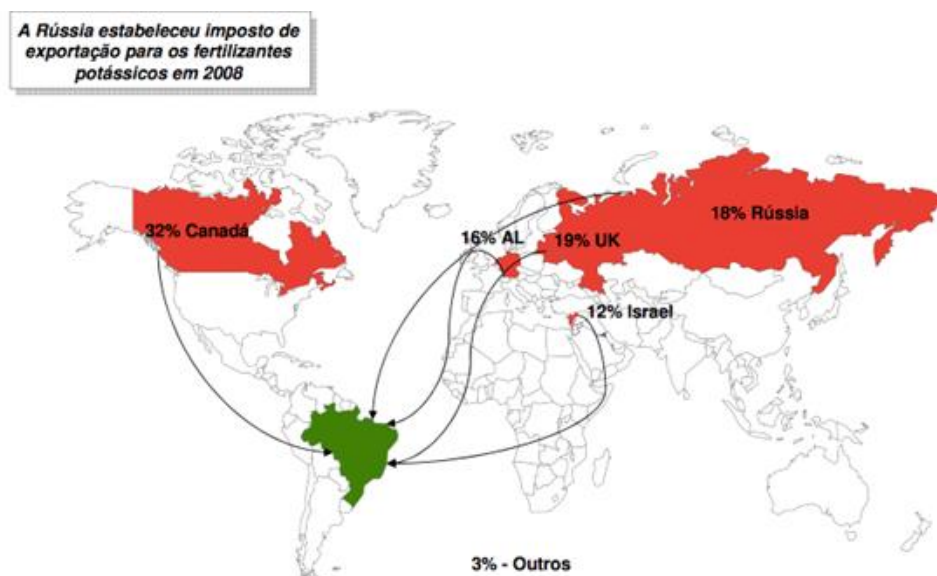 A Rússia estabeleceu imposto de
exportação para os fertilizantes
potássicos em 2008
32% Canadá
16% AL
19% UK
18% Rússia
12% Israel
3% - Outros